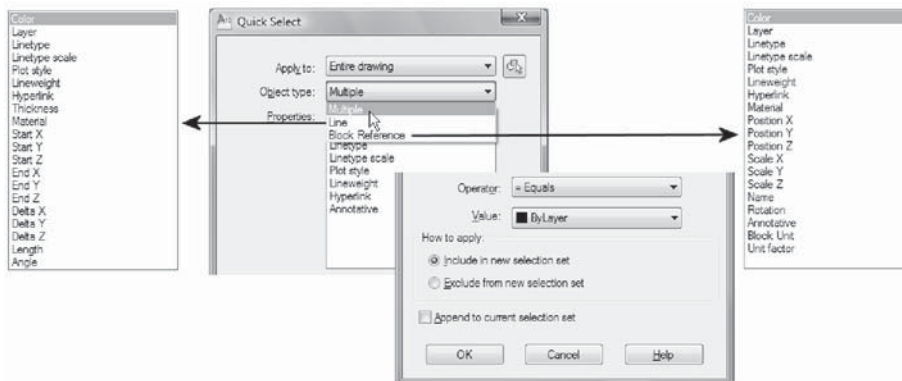 Color
Layer
Linetype
Linetype scale
Plot style
Lineweight
Hyperlink
Thickness
Material
Start X
Start Y
Start Z
End X
End Y
End Z
Delta X
Delta Y
Delta Z
Length
Angle
Quick Select
Apply to: Entire drawing
Object type: Multiple
Multiple
Line
Block Reference
Properties:
Linetype
Linetype scale
Plot style
Lineweight
Hyperlink
Annotative
Operator: = Equals
Value: ByLayer
How to apply:
Include in new selection set
Exclude from new selection set
Append to current selection set
OK Cancel Help
Color
Layer
Linetype
Linetype scale
Plot style
Lineweight
Hyperlink
Material
Position X
Position Y
Position Z
Scale X
Scale Y
Scale Z
Name
Rotation
Annotative
Block Unit
Unit factor